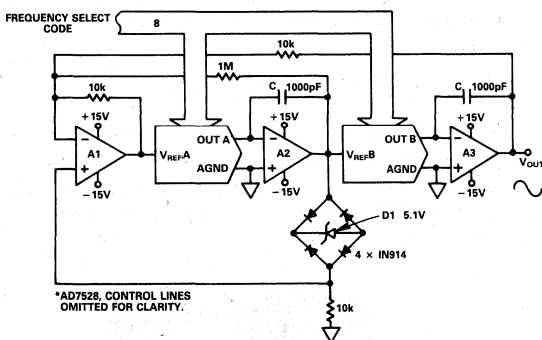 FREQUENCY SELECT
CODE
8
10k
1M
10k
C 1000pF
C 1000pF
+15V
+15V
+15V
OUT A
OUT B
A1
VREFA
A2
VREFB
A3
AGND
AGND
VOUT
-15V
-15V
-15V
D1 5.1V
4 × IN914
*AD7528, CONTROL LINES
OMITTED FOR CLARITY.
10k